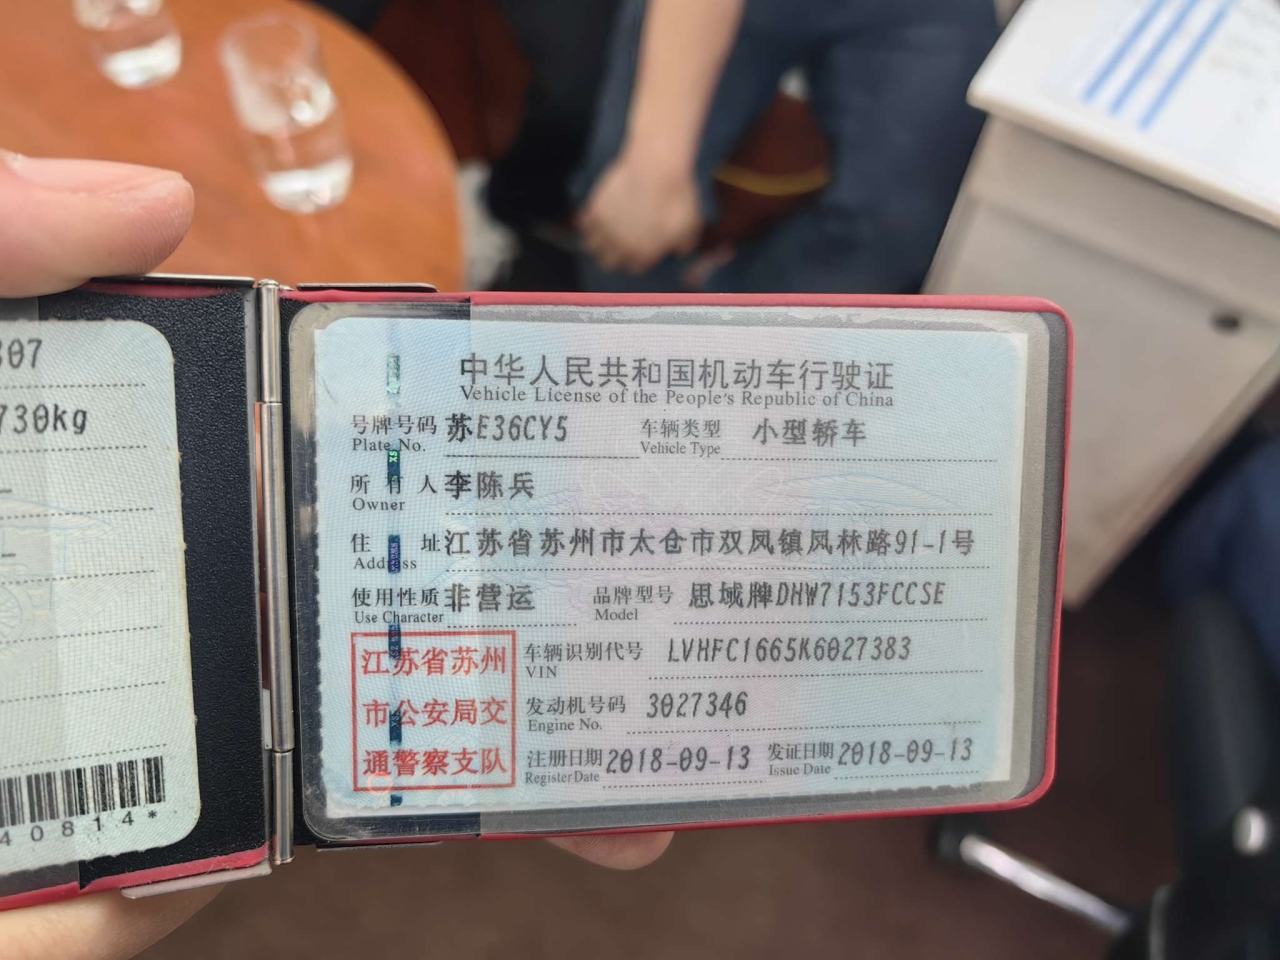 307
730kg
40814*
中华人民共和国机动车行驶证
Vehicle License of the People's Republic of China
号牌号码 苏E36CY5 车辆类型 小型轿车
Plate No. Vehicle Type
所有人 李陈兵
Owner
住址 江苏省苏州市太仓市双凤镇凤林路91-1号
Address
使用性质 非营运 品牌型号 思域牌DHW7153FCCSE
Use Character Model
江苏省苏州
市公安局交
通警察支队
车辆识别代号 LVHFC1665K6027383
VIN
发动机号码 3027346
Engine No.
注册日期 2018-09-13 发证日期 2018-09-13
Register Date Issue Date